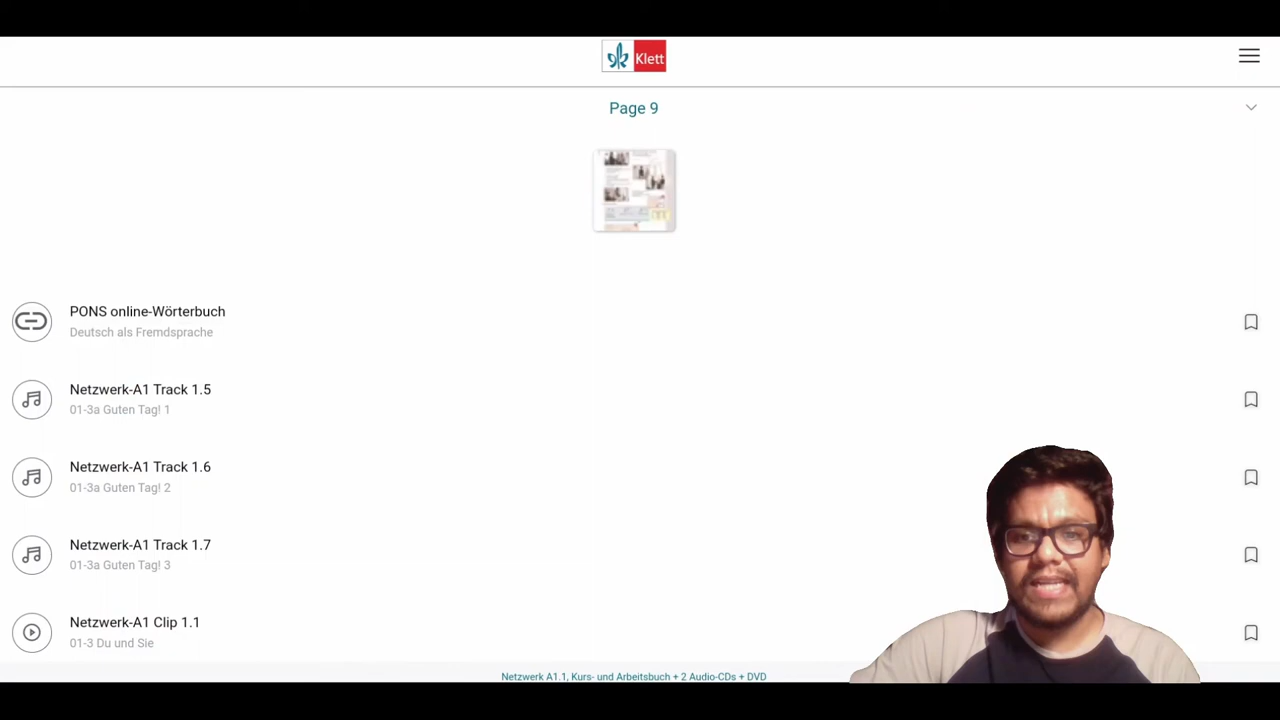 Klett
Page 9
PONS online-Wörterbuch
Deutsch als Fremdsprache
Netzwerk-A1 Track 1.5
01-3a Guten Tag! 1
Netzwerk-A1 Track 1.6
01-3a Guten Tag! 2
Netzwerk-A1 Track 1.7
01-3a Guten Tag! 3
Netzwerk-A1 Clip 1.1
01-3 Du und Sie
Netzwerk A1.1, Kurs- und Arbeitsbuch + 2 Audio-CDs + DVD